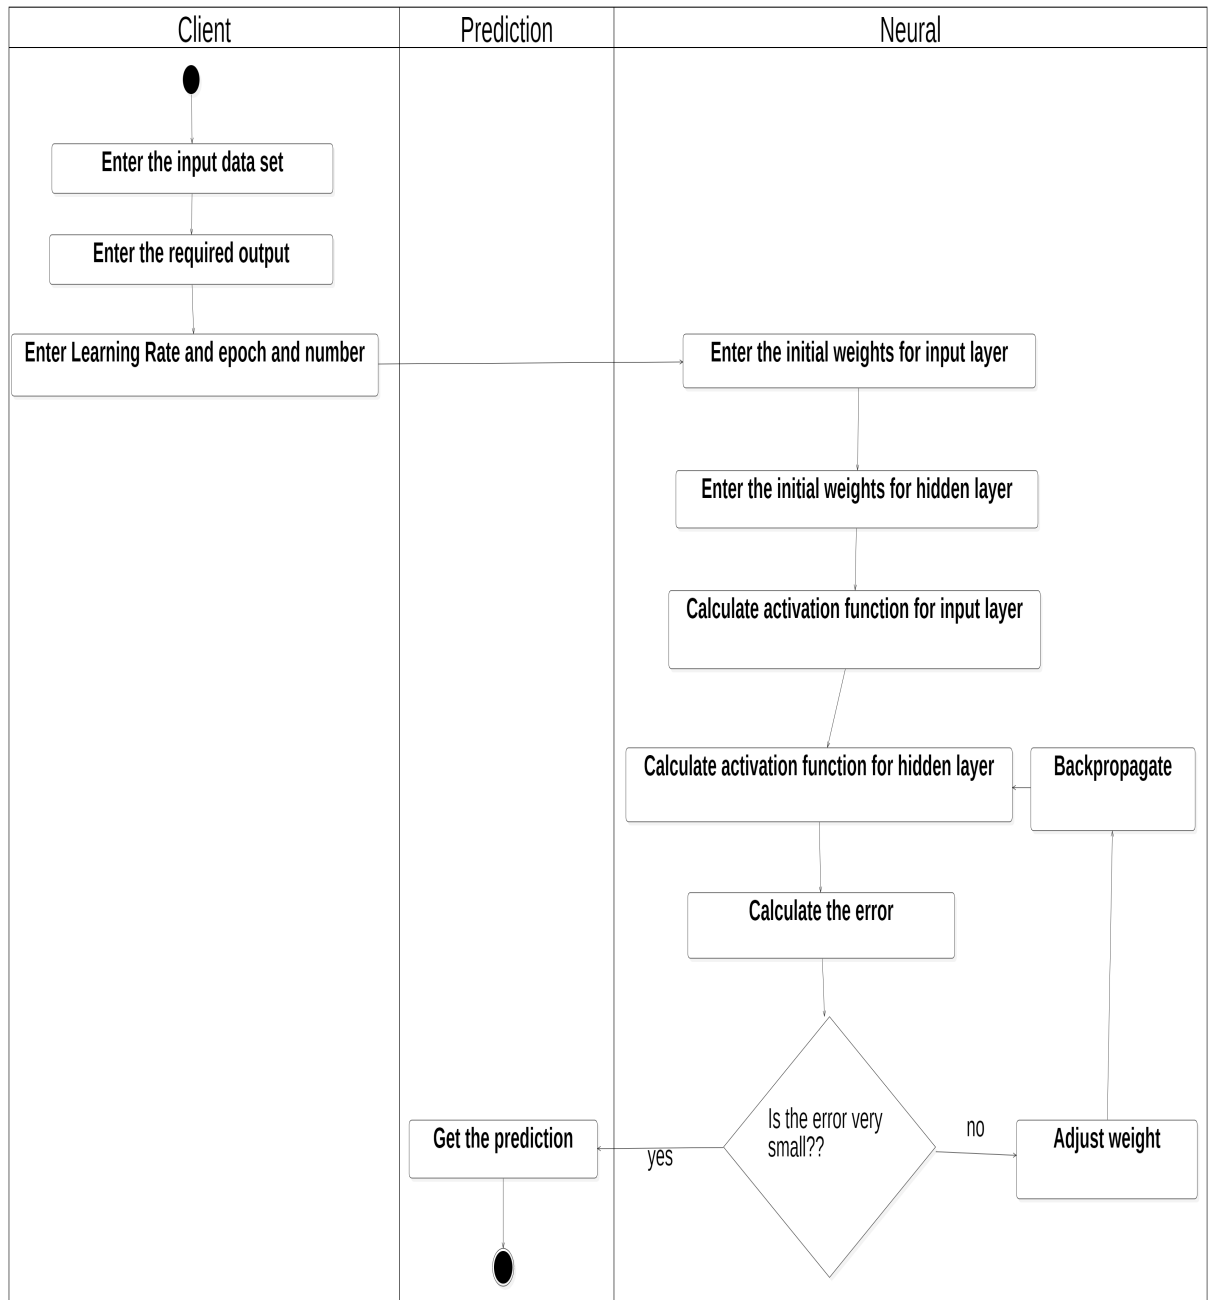 Client
Prediction
Neural
Enter the input data set
Enter the required output
Enter Learning Rate and epoch and number
Enter the initial weights for input layer
Enter the initial weights for hidden layer
Calculate activation function for input layer
Calculate activation function for hidden layer
Backpropagate
Calculate the error
Is the error very
small??
no
yes
Get the prediction
Adjust weight